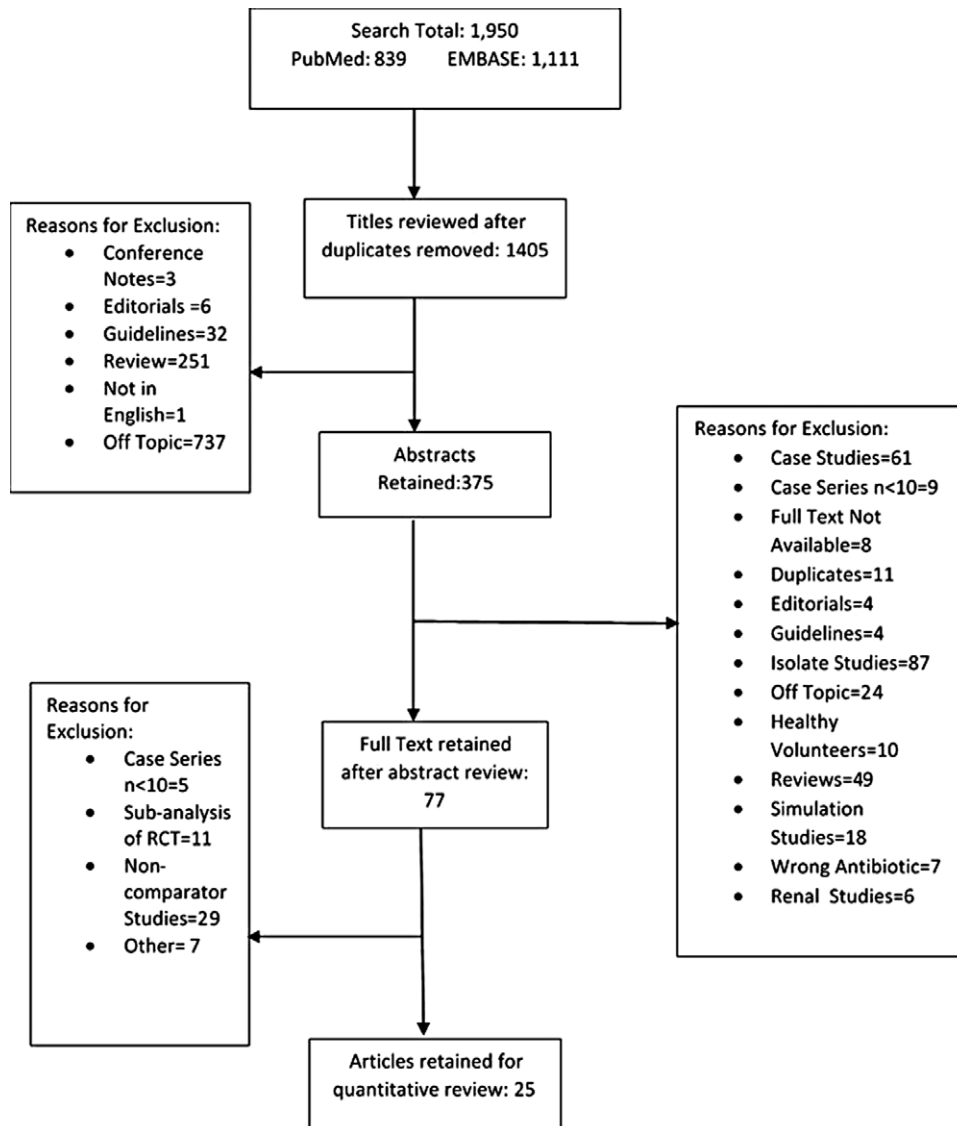 Search Total: 1,950
PubMed: 839 EMBASE: 1,111
Titles reviewed after
duplicates removed: 1405
Reasons for Exclusion:
• Conference
Notes=3
• Editorials =6
• Guidelines=32
• Review=251
• Not in
English=1
• Off Topic=737
Abstracts
Retained:375
Reasons for Exclusion:
• Case Studies=61
• Case Series n<10=9
• Full Text Not
Available=8
• Duplicates=11
• Editorials=4
• Guidelines=4
• Isolate Studies=87
• Off Topic=24
• Healthy
Volunteers=10
• Reviews=49
• Simulation
Studies=18
• Wrong Antibiotic=7
• Renal Studies=6
Full Text retained
after abstract review:
77
Reasons for
Exclusion:
• Case Series
n<10=5
• Sub-analysis
of RCT=11
• Non-
comparator
Studies=29
• Other= 7
Articles retained for
quantitative review: 25